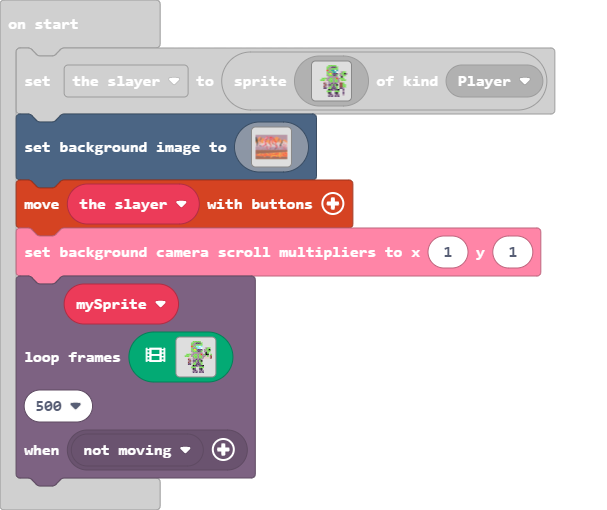 on start
set the slayer to sprite of kind Player
set background image to
move the slayer with buttons
set background camera scroll multipliers to x 1 y 1
mySprite
loop frames
500
when not moving